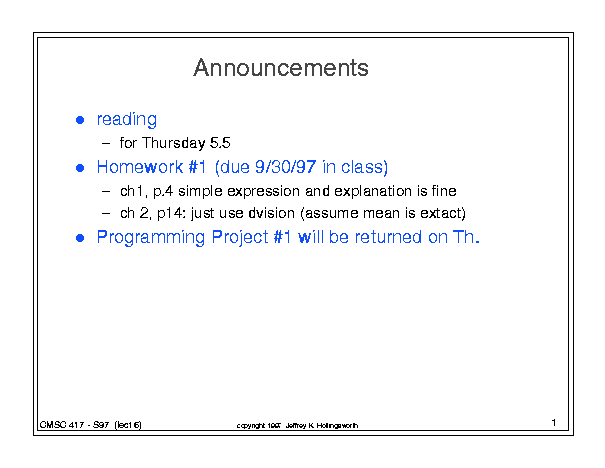 Announcements
● reading
– for Thursday 5.5
● Homework #1 (due 9/30/97 in class)
– ch1, p.4 simple expression and explanation is fine
– ch 2, p14: just use dvision (assume mean is extact)
● Programming Project #1 will be returned on Th.
CMSC 417 - S97 (lect 6)
copyright 1997 Jeffrey K. Hollingsworth
1